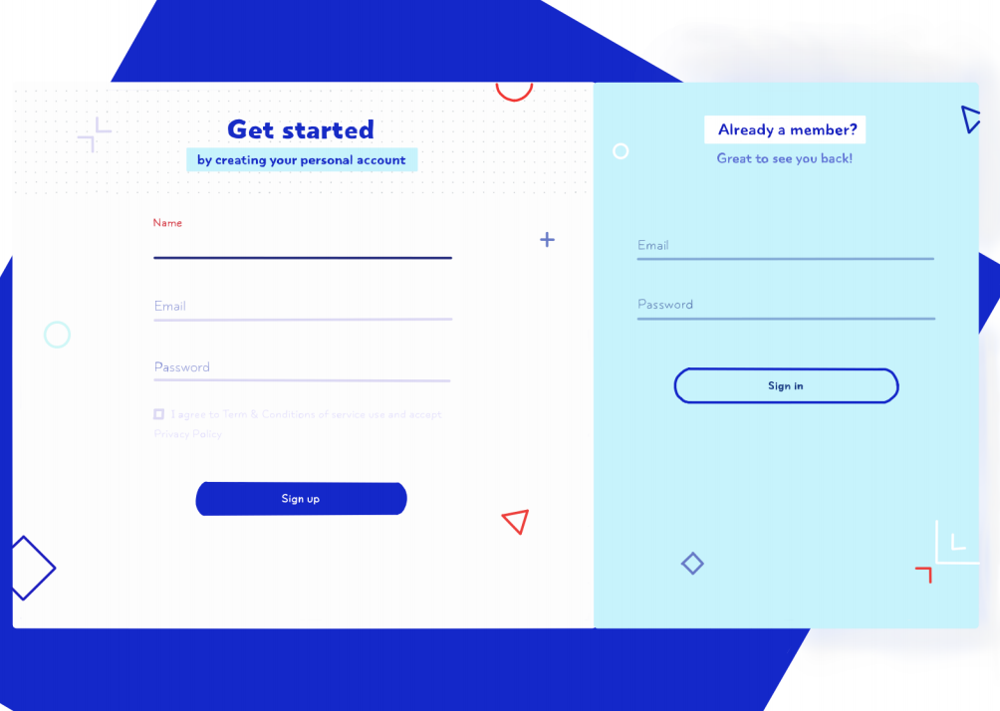 Get started
by creating your personal account
Name
Email
Password
I agree to Term & Conditions of service use and accept
Privacy Policy
Sign up
Already a member?
Great to see you back!
Email
Password
Sign in